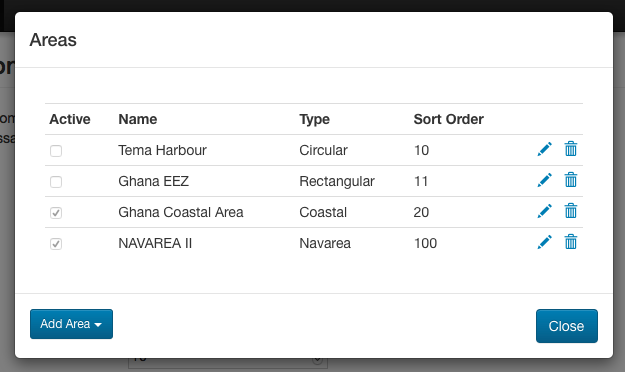 Areas
Active Name Type Sort Order
Tema Harbour Circular 10
Ghana EEZ Rectangular 11
Ghana Coastal Area Coastal 20
NAVAREA II Navarea 100
Add Area
Close